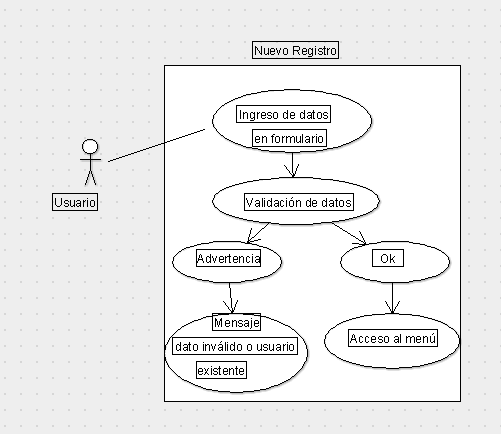 Nuevo Registro
Ingreso de datos
en formulario
Usuario
Validación de datos
Advertencia
Ok
Mensaje
dato inválido o usuario
existente
Acceso al menú